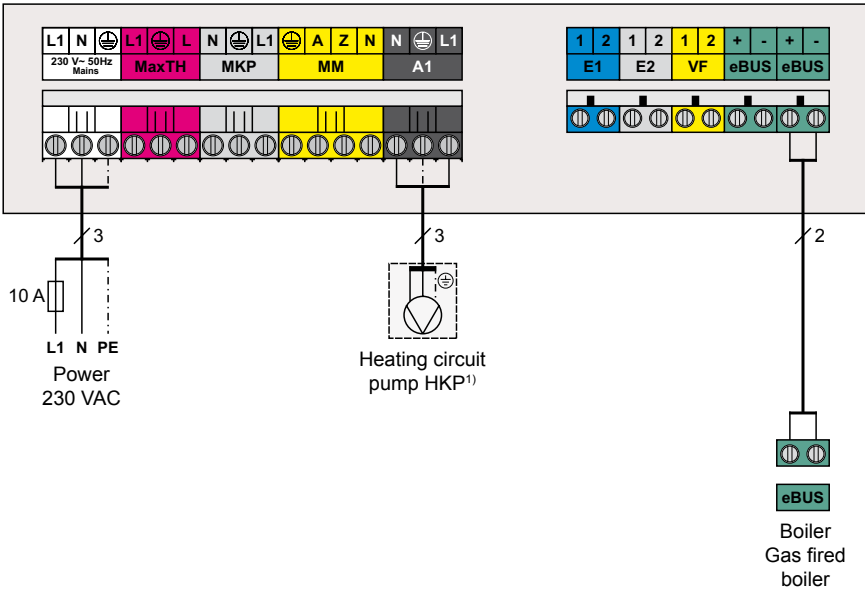 L1 N L1 L N L1 A Z N N L1
230 V~ 50Hz
Mains
MaxTH MKP MM A1
1 2 1 2 1 2 + - + -
E1 E2 VF eBUS eBUS
3
3
2
10 A
L1 N PE
Power
230 VAC
Heating circuit
pump HKP1)
eBUS
Boiler
Gas fired
boiler